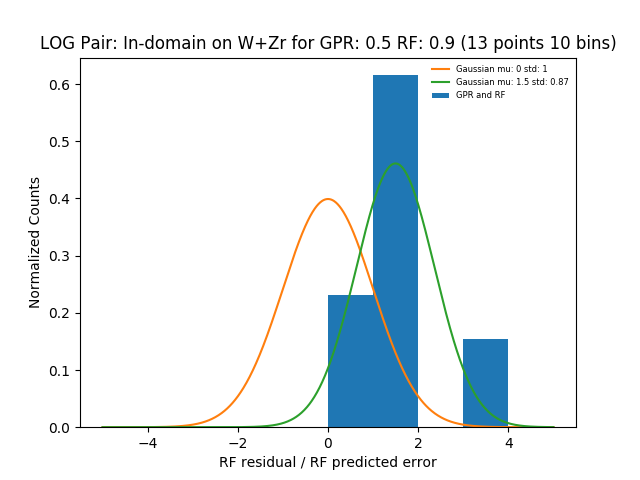 LOG Pair: In-domain on W+Zr for GPR: 0.5 RF: 0.9 (13 points 10 bins)
Gaussian mu: 0 std: 1
Gaussian mu: 1.5 std: 0.87
GPR and RF
Normalized Counts
0.6
0.5
0.4
0.3
0.2
0.1
0.0
−4
−2
0
2
4
RF residual / RF predicted error